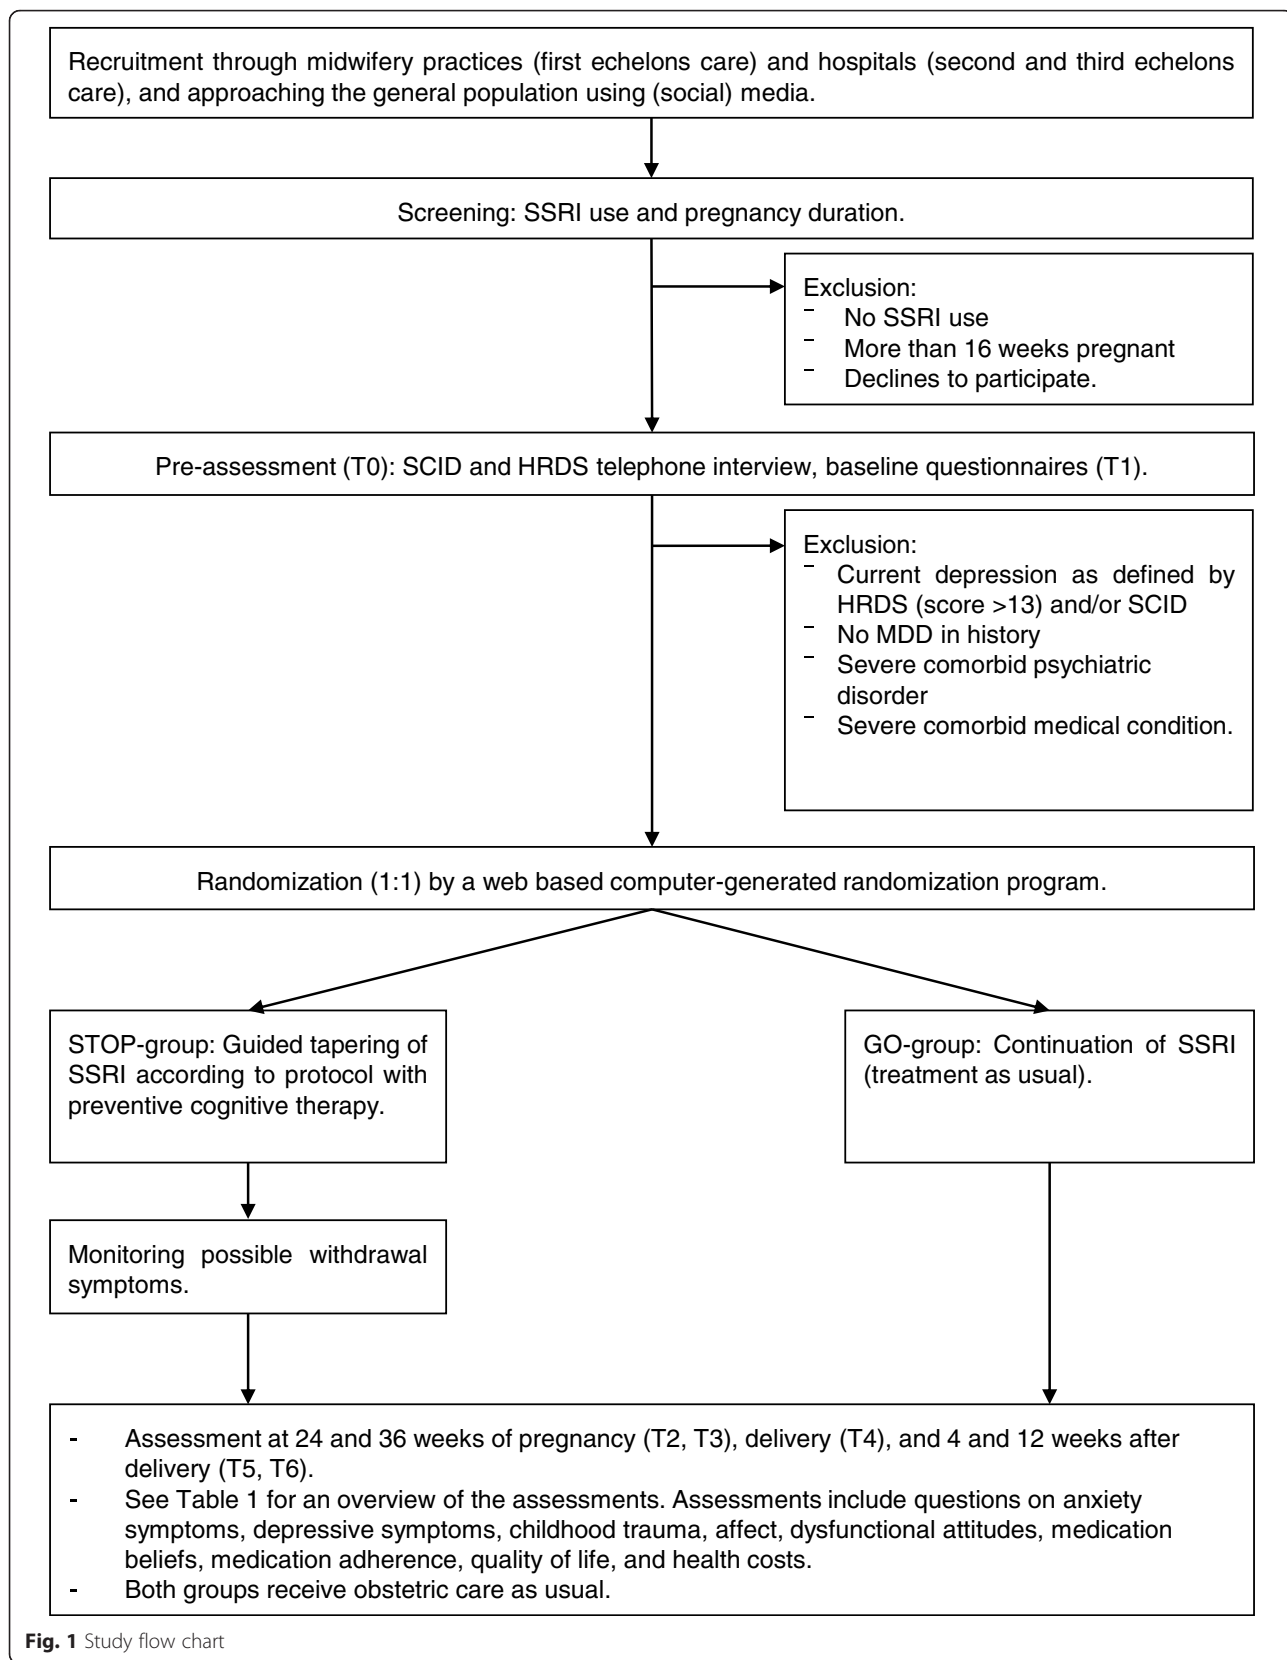 Recruitment through midwifery practices (first echelons care) and hospitals (second and third echelons
care), and approaching the general population using (social) media.
Screening: SSRI use and pregnancy duration.
Exclusion:
- No SSRI use
- More than 16 weeks pregnant
- Declines to participate.
Pre-assessment (T0): SCID and HRDS telephone interview, baseline questionnaires (T1).
Exclusion:
- Current depression as defined by
HRDS (score >13) and/or SCID
- No MDD in history
- Severe comorbid psychiatric
disorder
- Severe comorbid medical condition.
Randomization (1:1) by a web based computer-generated randomization program.
STOP-group: Guided tapering of
SSRI according to protocol with
preventive cognitive therapy.
GO-group: Continuation of SSRI
(treatment as usual).
Monitoring possible withdrawal
symptoms.
- Assessment at 24 and 36 weeks of pregnancy (T2, T3), delivery (T4), and 4 and 12 weeks after
delivery (T5, T6).
- See Table 1 for an overview of the assessments. Assessments include questions on anxiety
symptoms, depressive symptoms, childhood trauma, affect, dysfunctional attitudes, medication
beliefs, medication adherence, quality of life, and health costs.
- Both groups receive obstetric care as usual.
Fig. 1 Study flow chart